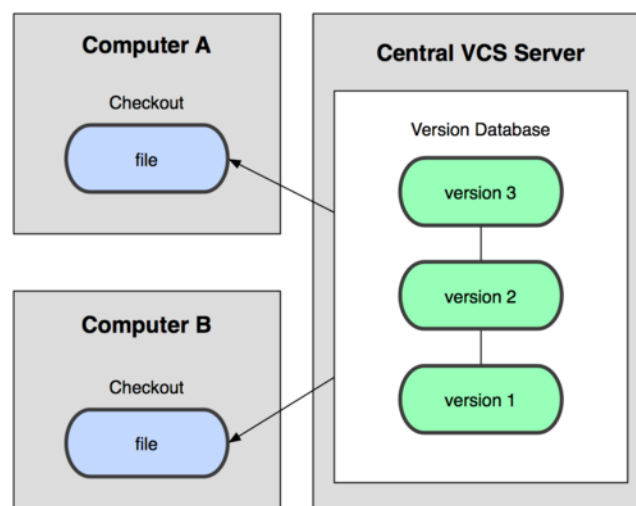 Computer A
Checkout
file
Computer B
Checkout
file
Central VCS Server
Version Database
version 3
version 2
version 1